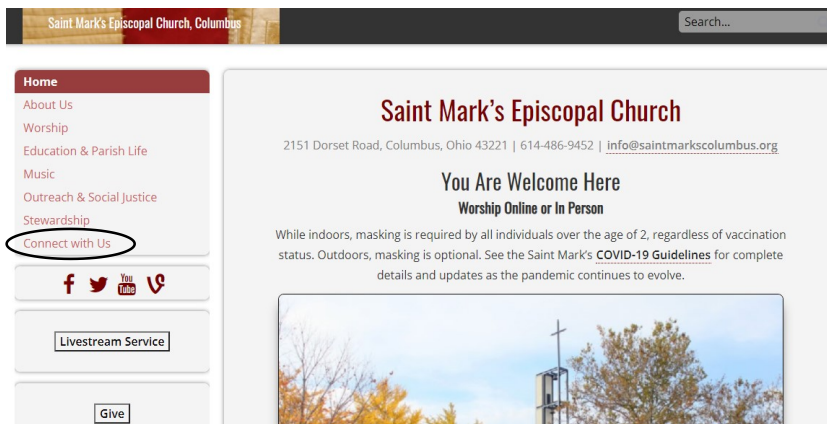 Saint Mark's Episcopal Church, Columbus
Search...
Home
About Us
Worship
Education & Parish Life
Music
Outreach & Social Justice
Stewardship
Connect with Us
You
Tube
Livestream Service
Give
Saint Mark's Episcopal Church
2151 Dorset Road, Columbus, Ohio 43221 | 614-486-9452 | info@saintmarkscolumbus.org
You Are Welcome Here
Worship Online or In Person
While indoors, masking is required by all individuals over the age of 2, regardless of vaccination
status. Outdoors, masking is optional. See the Saint Mark's COVID-19 Guidelines for complete
details and updates as the pandemic continues to evolve.